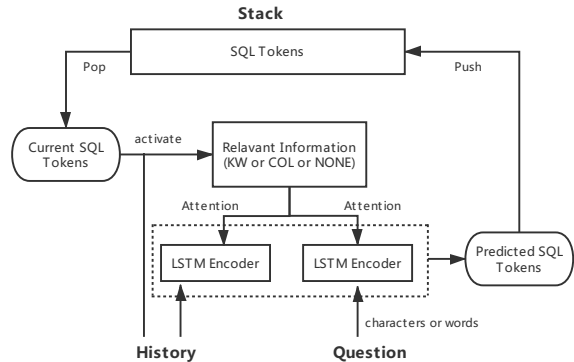 Stack
SQL Tokens
Pop
Push
Current SQL
Tokens
activate
Relavant Information
(KW or COL or NONE)
Attention
Attention
LSTM Encoder
LSTM Encoder
Predicted SQL
Tokens
characters or words
History
Question